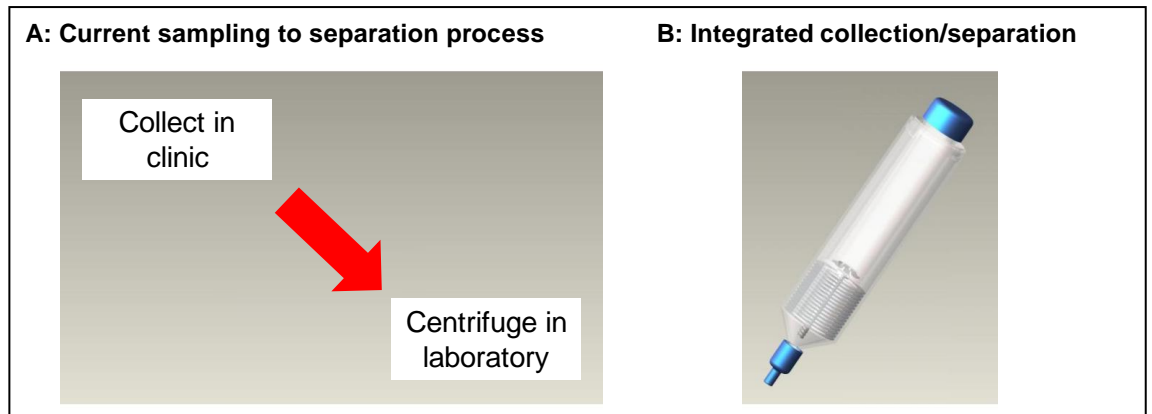 A: Current sampling to separation process
B: Integrated collection/separation
Collect in
clinic
Centrifuge in
laboratory